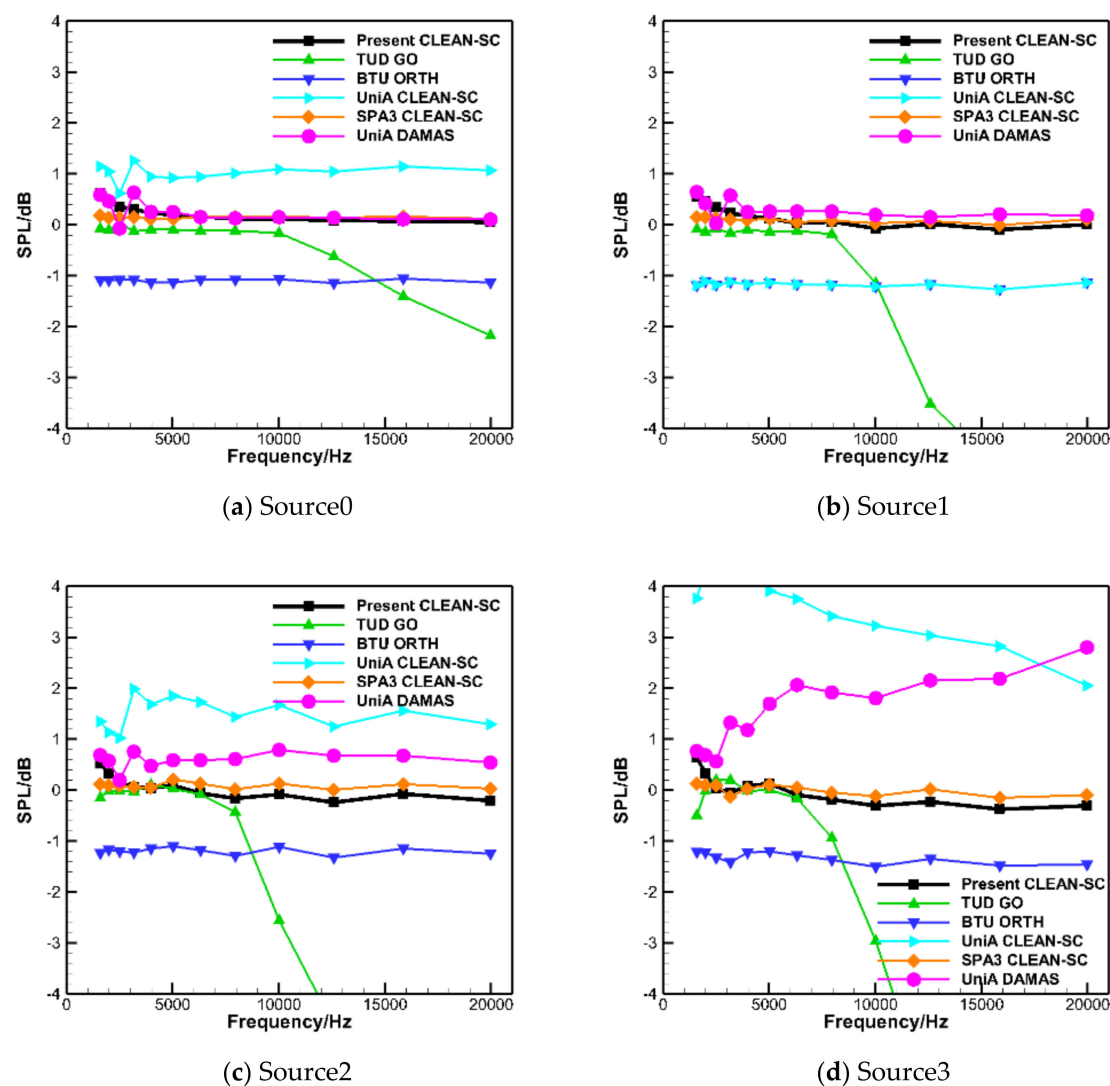 4
3
2
1
0
-1
-2
-3
-4
SPL/dB
Present CLEAN-SC
TUD GO
BTU ORTH
UniA CLEAN-SC
SPA3 CLEAN-SC
UniA DAMAS
0 5000 10000 15000 20000
Frequency/Hz
(a) Source0
4
3
2
1
0
-1
-2
-3
-4
SPL/dB
Present CLEAN-SC
TUD GO
BTU ORTH
UniA CLEAN-SC
SPA3 CLEAN-SC
UniA DAMAS
0 5000 10000 15000 20000
Frequency/Hz
(b) Source1
4
3
2
1
0
-1
-2
-3
-4
SPL/dB
Present CLEAN-SC
TUD GO
BTU ORTH
UniA CLEAN-SC
SPA3 CLEAN-SC
UniA DAMAS
0 5000 10000 15000 20000
Frequency/Hz
(c) Source2
4
3
2
1
0
-1
-2
-3
-4
SPL/dB
Present CLEAN-SC
TUD GO
BTU ORTH
UniA CLEAN-SC
SPA3 CLEAN-SC
UniA DAMAS
0 5000 10000 15000 20000
Frequency/Hz
(d) Source3